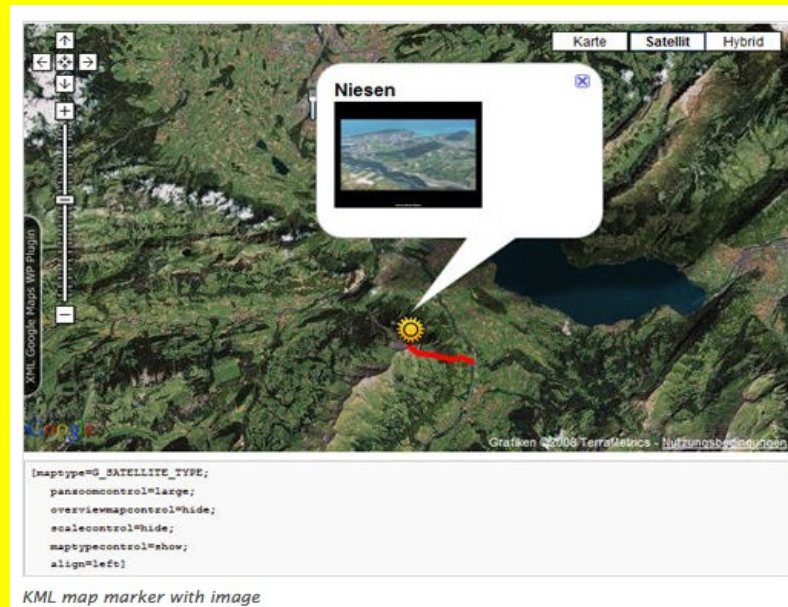 Karte Satellit Hybrid
Niesen
XML Google Maps WP Plugin
Google
Grafiken ©2008 TerraMetrics - Nutzungsbedingungen
[maptype=G_SATELLITE_TYPE;
panzoomcontrol=large;
overviewmapcontrol=hide;
scalecontrol=hide;
maptypecontrol=show;
align=left]
KML map marker with image